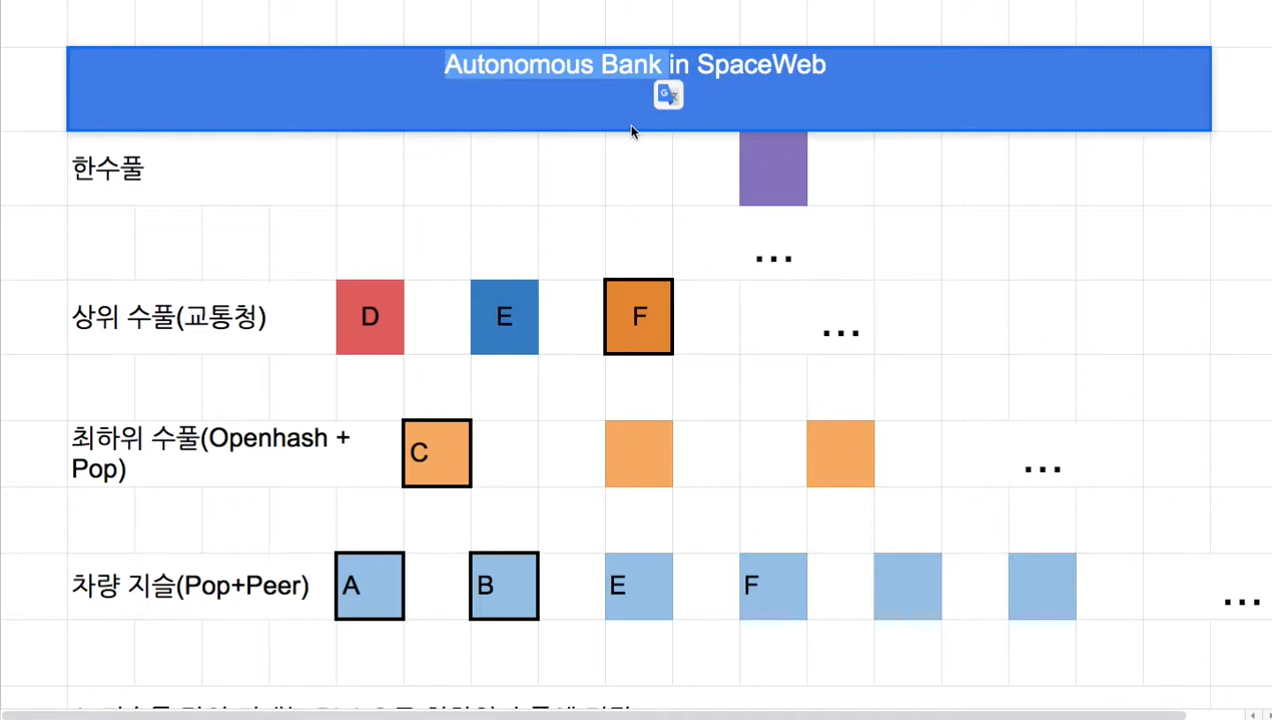 Autonomous Bank in SpaceWeb
한수풀
...
상위 수풀(교통청)
D
E
F
...
최하위 수풀(Openhash +
Pop)
C
...
차량 지슬(Pop+Peer)
A
B
E
F
...